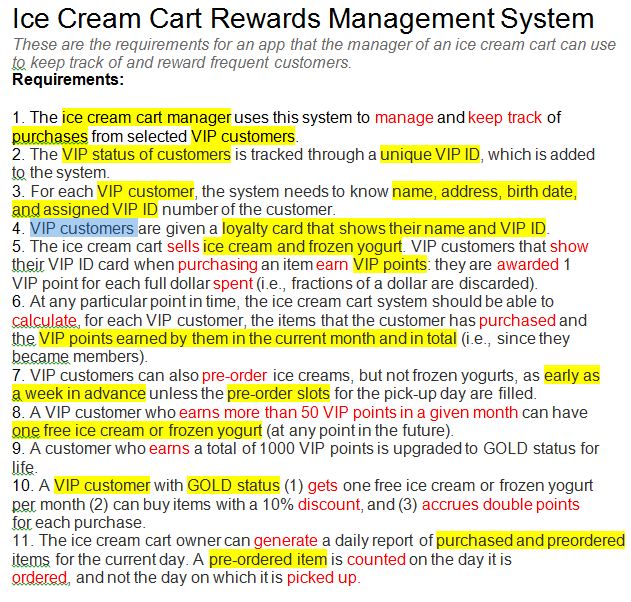 Ice Cream Cart Rewards Management System
These are the requirements for an app that the manager of an ice cream cart can use
to keep track of and reward frequent customers.
Requirements:
1. The ice cream cart manager uses this system to manage and keep track of
purchases from selected VIP customers.
2. The VIP status of customers is tracked through a unique VIP ID, which is added
to the system.
3. For each VIP customer, the system needs to know name, address, birth date,
and assigned VIP ID number of the customer.
4. VIP customers are given a loyalty card that shows their name and VIP ID.
5. The ice cream cart sells ice cream and frozen yogurt. VIP customers that show
their VIP ID card when purchasing an item earn VIP points: they are awarded 1
VIP point for each full dollar spent (i.e., fractions of a dollar are discarded).
6. At any particular point in time, the ice cream cart system should be able to
calculate, for each VIP customer, the items that the customer has purchased and
the VIP points earned by them in the current month and in total (i.e., since they
became members).
7. VIP customers can also pre-order ice creams, but not frozen yogurts, as early as
a week in advance unless the pre-order slots for the pick-up day are filled.
8. A VIP customer who earns more than 50 VIP points in a given month can have
one free ice cream or frozen yogurt (at any point in the future).
9. A customer who earns a total of 1000 VIP points is upgraded to GOLD status for
life.
10. A VIP customer with GOLD status (1) gets one free ice cream or frozen yogurt
per month (2) can buy items with a 10% discount, and (3) accrues double points
for each purchase.
11. The ice cream cart owner can generate a daily report of purchased and preordered
items for the current day. A pre-ordered item is counted on the day it is
ordered, and not the day on which it is picked up.